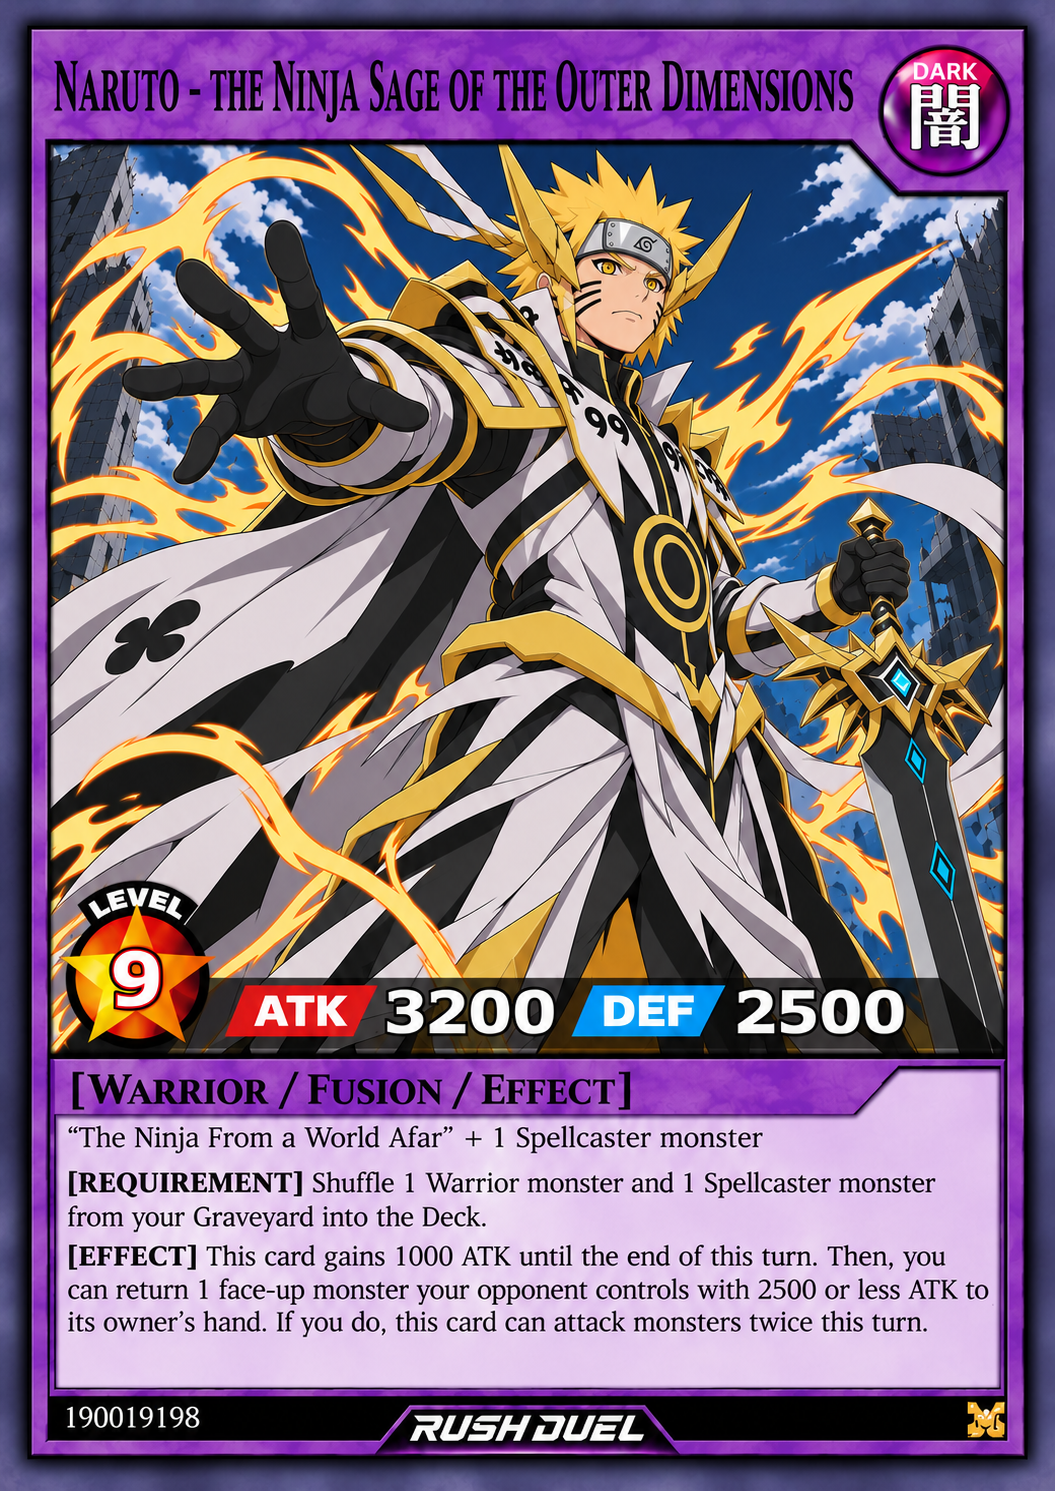 Naruto - the Ninja Sage of the Outer Dimensions
DARK
闇
LEVEL
9
ATK 3200 DEF 2500
[Warrior / Fusion / Effect]
“The Ninja From a World Afar” + 1 Spellcaster monster
[REQUIREMENT] Shuffle 1 Warrior monster and 1 Spellcaster monster
from your Graveyard into the Deck.
[EFFECT] This card gains 1000 ATK until the end of this turn. Then, you
can return 1 face-up monster your opponent controls with 2500 or less ATK to
its owner’s hand. If you do, this card can attack monsters twice this turn.
190019198
RUSH DUEL